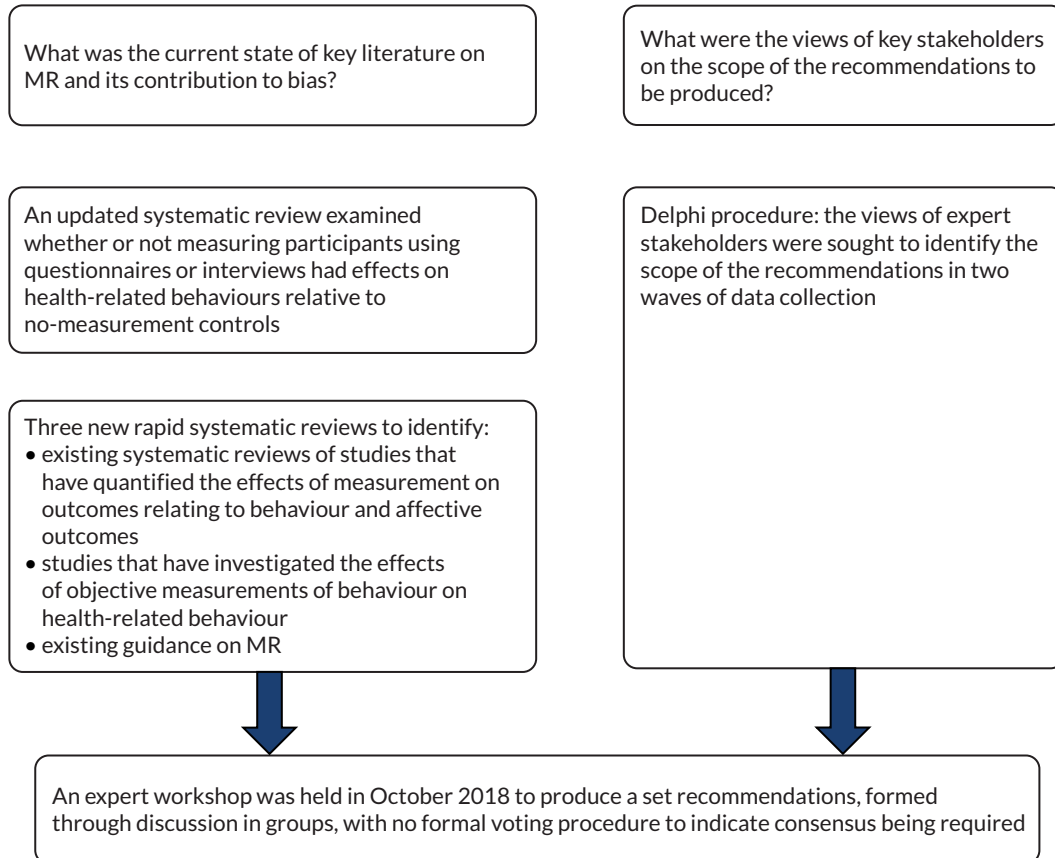 What was the current state of key literature on
MR and its contribution to bias?
What were the views of key stakeholders
on the scope of the recommendations to
be produced?
An updated systematic review examined
whether or not measuring participants using
questionnaires or interviews had effects on
health-related behaviours relative to
no-measurement controls
Delphi procedure: the views of expert
stakeholders were sought to identify the
scope of the recommendations in two
waves of data collection
Three new rapid systematic reviews to identify:
• existing systematic reviews of studies that
have quantified the effects of measurement on
outcomes relating to behaviour and affective
outcomes
• studies that have investigated the effects
of objective measurements of behaviour on
health-related behaviour
• existing guidance on MR
An expert workshop was held in October 2018 to produce a set recommendations, formed
through discussion in groups, with no formal voting procedure to indicate consensus being required